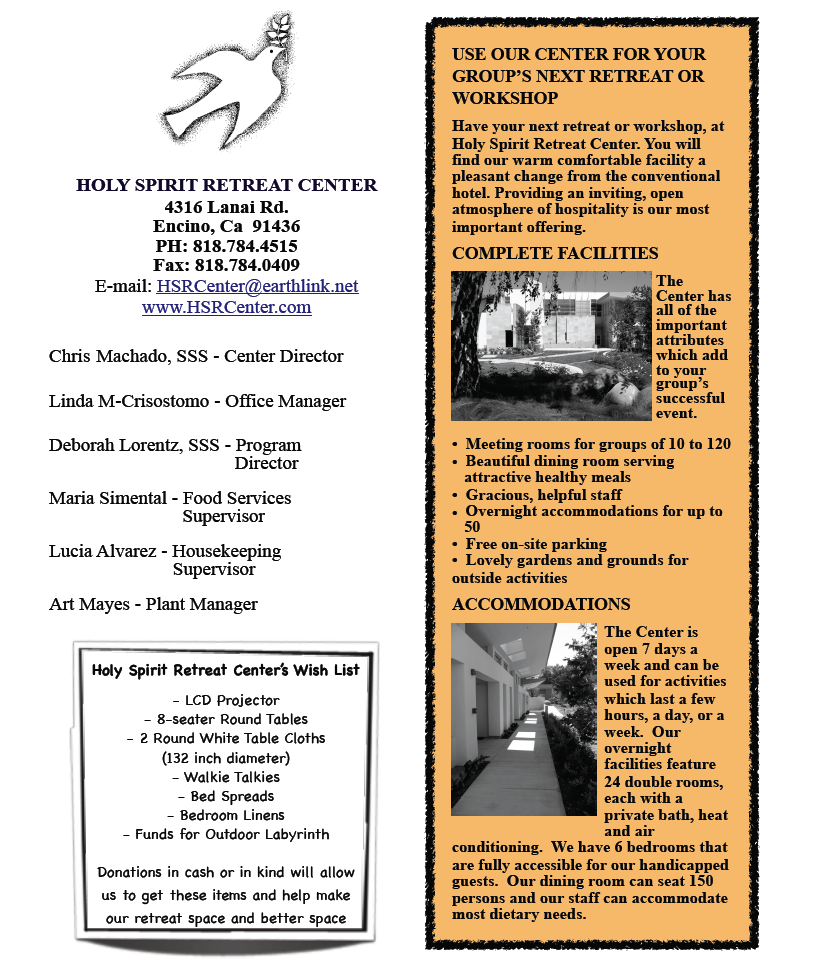 HOLY SPIRIT RETREAT CENTER
4316 Lanai Rd.
Encino, Ca  91436
PH: 818.784.4515
Fax: 818.784.0409
E-mail: HSRCenter@earthlink.net
www.HSRCenter.com
Chris Machado, SSS - Center Director
Linda M-Crisostomo - Office Manager
Deborah Lorentz, SSS - Program
Director
Maria Simental - Food Services
Supervisor
Lucia Alvarez - Housekeeping
Supervisor
Art Mayes - Plant Manager
Holy Spirit Retreat Center's Wish List
- LCD Projector
- 8-seater Round Tables
- 2 Round White Table Cloths
(132 inch diameter)
- Walkie Talkies
- Bed Spreads
- Bedroom Linens
- Funds for Outdoor Labyrinth
Donations in cash or in kind will allow
us to get these items and help make
our retreat space and better space
USE OUR CENTER FOR YOUR
GROUP'S NEXT RETREAT OR
WORKSHOP
Have your next retreat or workshop, at
Holy Spirit Retreat Center. You will
find our warm comfortable facility a
pleasant change from the conventional
hotel. Providing an inviting, open
atmosphere of hospitality is our most
important offering.
COMPLETE FACILITIES
The
Center has
all of the
important
attributes
which add
to your
group's
successful
event.
• Meeting rooms for groups of 10 to 120
• Beautiful dining room serving
attractive healthy meals
• Gracious, helpful staff
• Overnight accommodations for up to
50
• Free on-site parking
• Lovely gardens and grounds for
outside activities
ACCOMMODATIONS
The Center is
open 7 days a
week and can be
used for activities
which last a few
hours, a day, or a
week.  Our
overnight
facilities feature
24 double rooms,
each with a
private bath, heat
and air
conditioning.  We have 6 bedrooms that
are fully accessible for our handicapped
guests.  Our dining room can seat 150
persons and our staff can accommodate
most dietary needs.